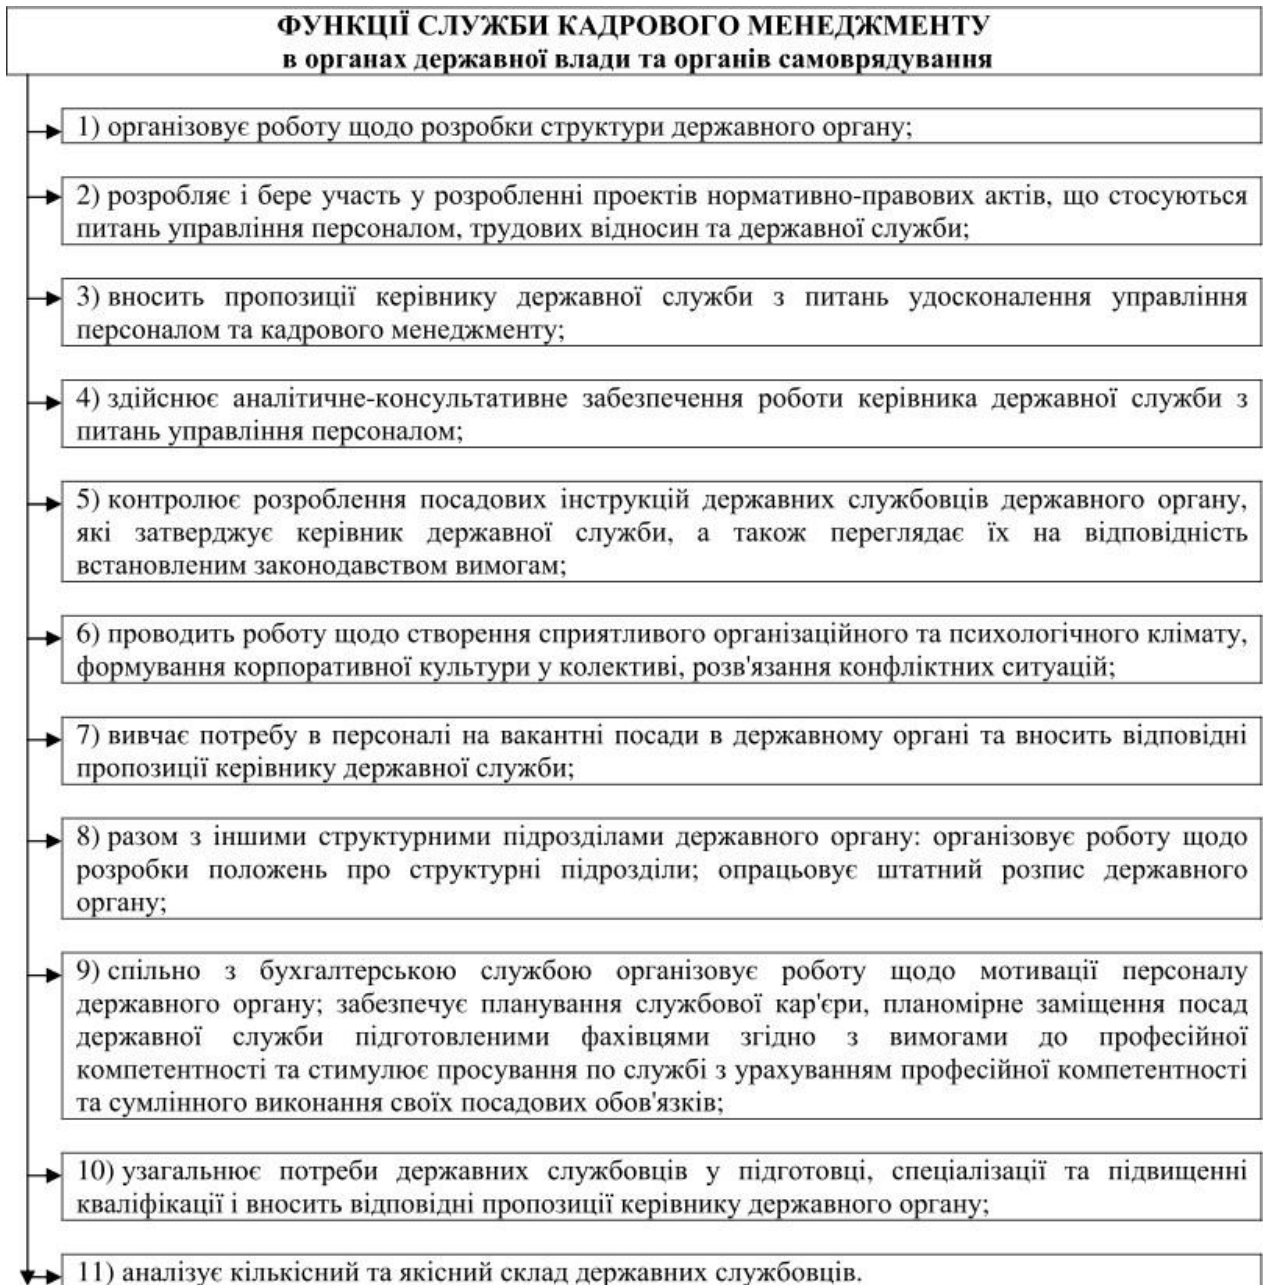 ФУНКЦІЇ СЛУЖБИ КАДРОВОГО МЕНЕДЖМЕНТУ
в органах державної влади та органів самоврядування
1) організовує роботу щодо розробки структури державного органу;
2) розробляє і бере участь у розробленні проектів нормативно-правових актів, що стосуються
питань управління персоналом, трудових відносин та державної служби;
3) вносить пропозиції керівнику державної служби з питань удосконалення управління
персоналом та кадрового менеджменту;
4) здійснює аналітичне-консультативне забезпечення роботи керівника державної служби з
питань управління персоналом;
5) контролює розроблення посадових інструкцій державних службовців державного органу,
які затверджує керівник державної служби, а також переглядає їх на відповідність
встановленим законодавством вимогам;
6) проводить роботу щодо створення сприятливого організаційного та психологічного клімату,
формування корпоративної культури у колективі, розв'язання конфліктних ситуацій;
7) вивчає потребу в персоналі на вакантні посади в державному органі та вносить відповідні
пропозиції керівнику державної служби;
8) разом з іншими структурними підрозділами державного органу: організовує роботу щодо
розробки положень про структурні підрозділи; опрацьовує штатний розпис державного
органу;
9) спільно з бухгалтерською службою організовує роботу щодо мотивації персоналу
державного органу; забезпечує планування службової кар'єри, планомірне заміщення посад
державної служби підготовленими фахівцями згідно з вимогами до професійної
компетентності та стимулює просування по службі з урахуванням професійної компетентності
та сумлінного виконання своїх посадових обов'язків;
10) узагальнює потреби державних службовців у підготовці, спеціалізації та підвищенні
кваліфікації і вносить відповідні пропозиції керівнику державного органу;
11) аналізує кількісний та якісний склад державних службовців.